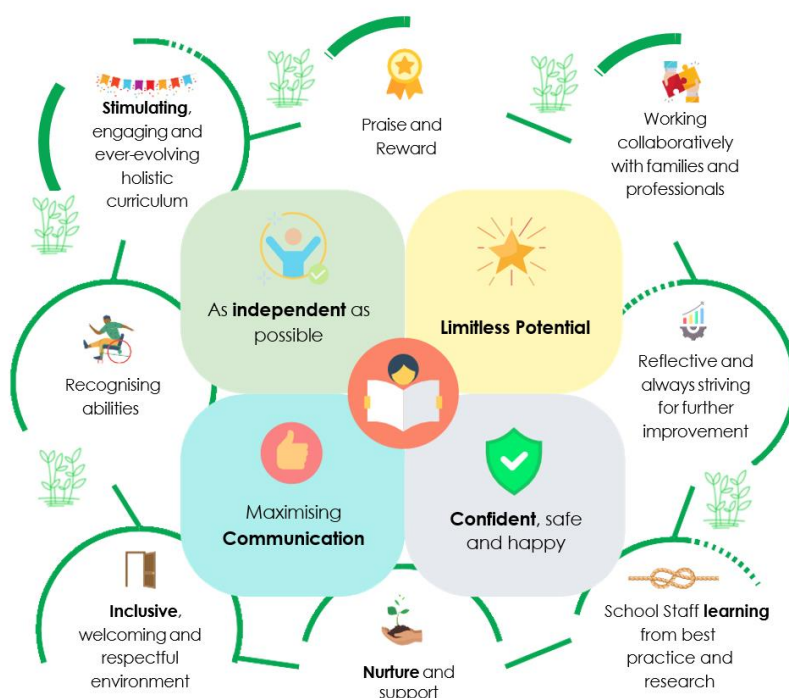 Stimulating,
engaging and
ever-evolving
holistic
curriculum
Praise and
Reward
Working
collaboratively
with families and
professionals
As independent as
possible
Limitless Potential
Recognising
abilities
Reflective and
always striving
for further
improvement
Maximising
Communication
Confident, safe
and happy
Inclusive,
welcoming and
respectful
environment
Nurture and
support
School Staff learning
from best
practice and
research